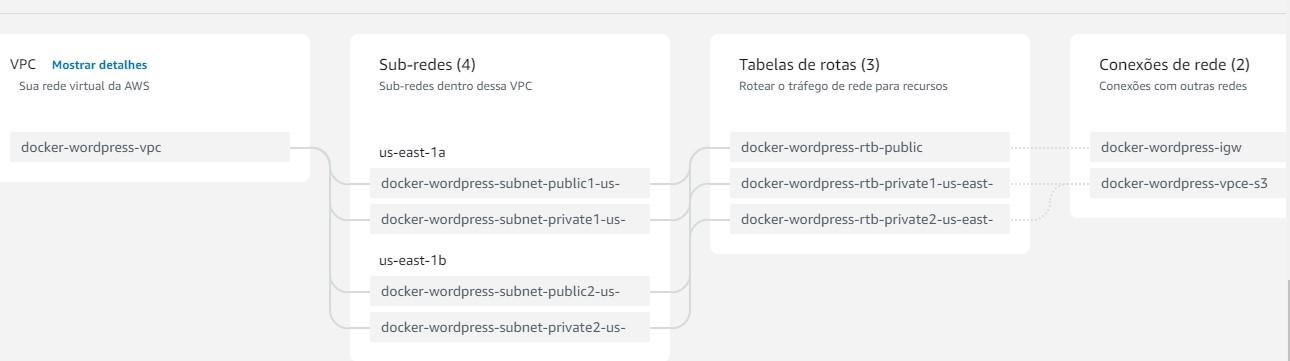 VPC Mostrar detalhes
Sua rede virtual da AWS
docker-wordpress-vpc
Sub-redes (4)
Sub-redes dentro dessa VPC
us-east-1a
docker-wordpress-subnet-public1-us-
docker-wordpress-subnet-private1-us-
us-east-1b
docker-wordpress-subnet-public2-us-
docker-wordpress-subnet-private2-us-
Tabelas de rotas (3)
Rotear o tráfego de rede para recursos
docker-wordpress-rtb-public
docker-wordpress-rtb-private1-us-east-
docker-wordpress-rtb-private2-us-east-
Conexões de rede (2)
Conexões com outras redes
docker-wordpress-igw
docker-wordpress-vpce-s3